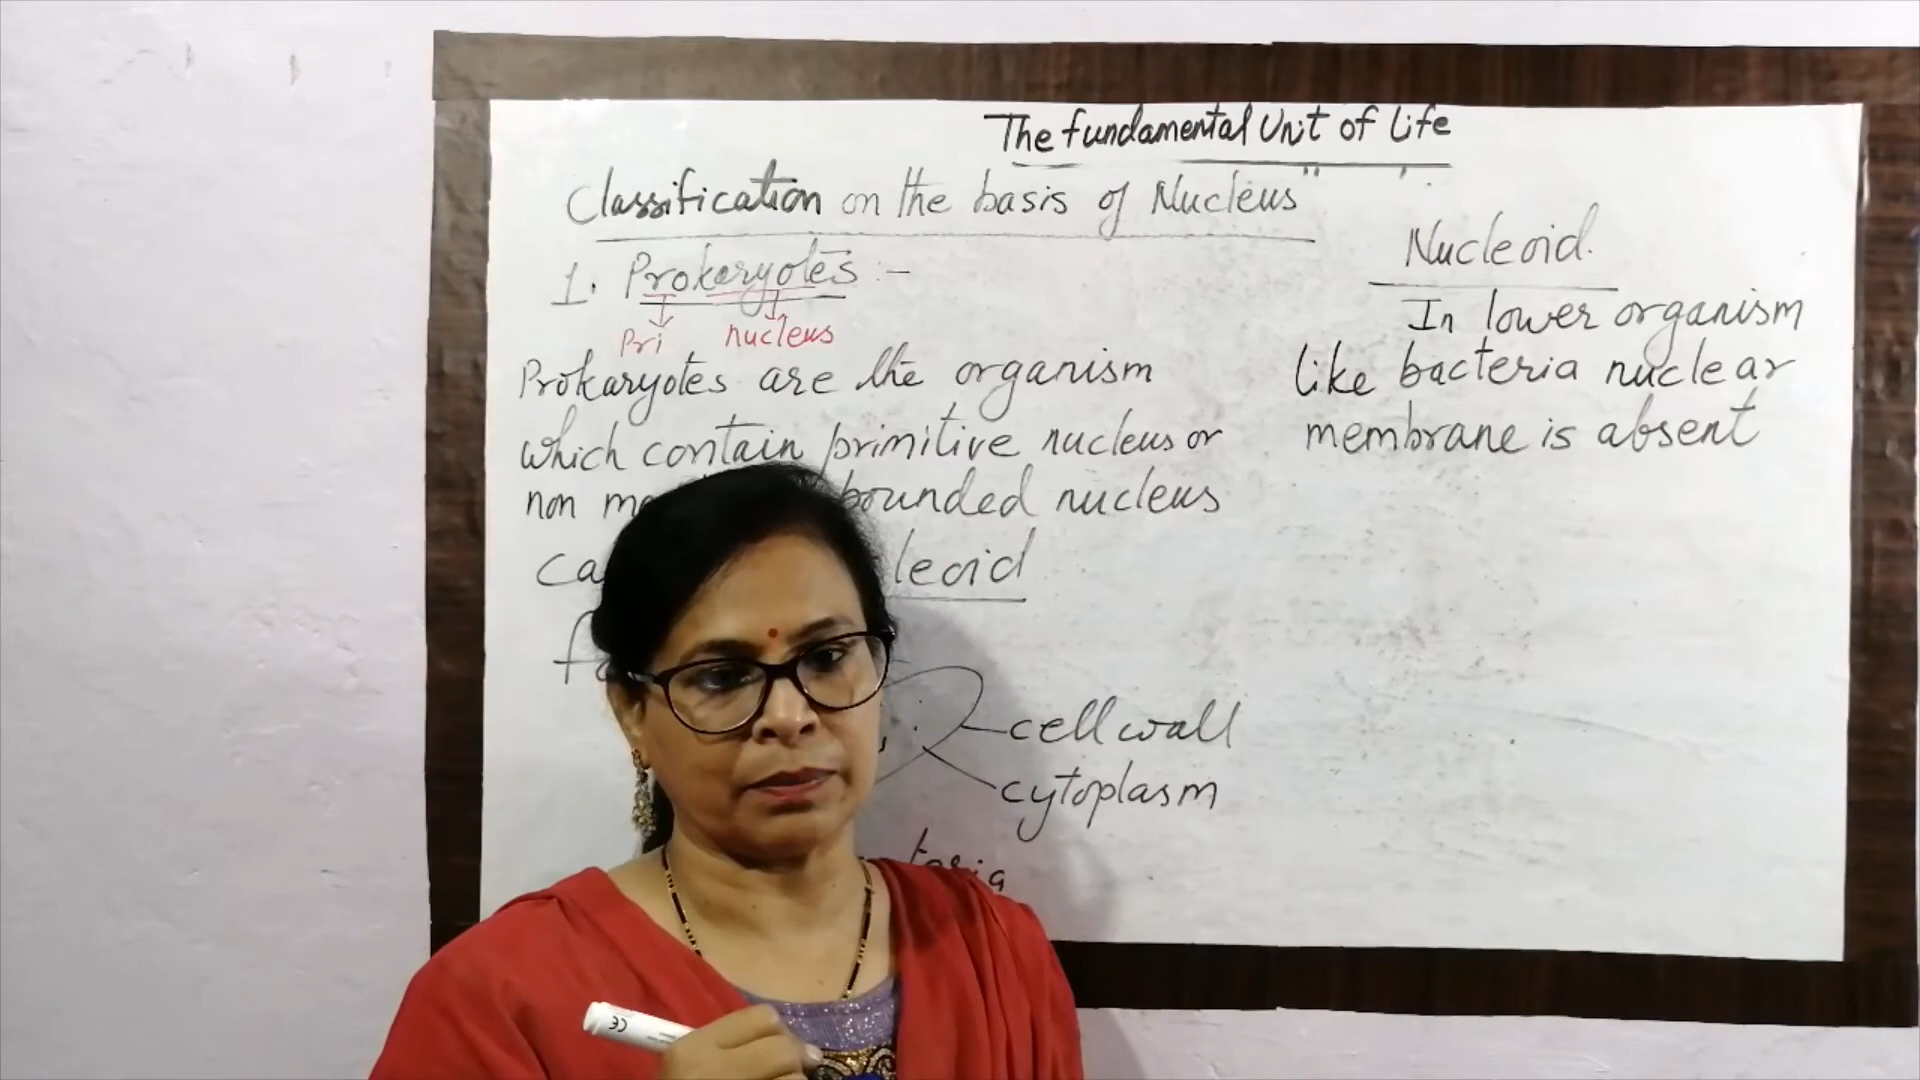 The fundamental Unit of Life
Classification on the basis of Nucleus"
1. Prokaryotes :-
Pri nucleus
Prokaryotes are the organism
which contain primitive nucleus or
non bounded nucleus
leoid
cell wall
cytoplasm
Nucleoid.
In lower organism
like bacteria nuclear
membrane is absent
CE